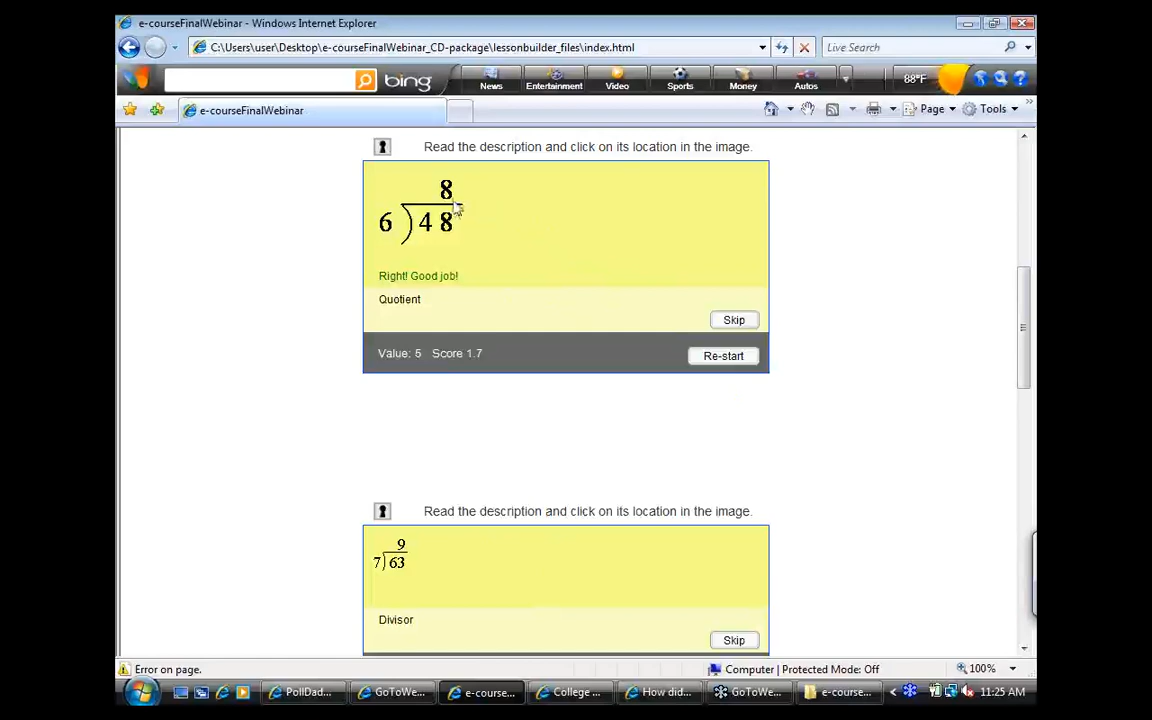 e-courseFinalWebinar - Windows Internet Explorer
C:\Users\user\Desktop\e-courseFinalWebinar_CD-package\lessonbuilder_files\index.html
Live Search
bing
News
Entertainment
Video
Sports
Money
Autos
88°F
e-courseFinalWebinar
Page
Tools
Read the description and click on its location in the image.
8
6 ) 4 8
Right! Good job!
Quotient
Skip
Value: 5 Score 1.7
Re-start
Read the description and click on its location in the image.
9
7)63
Divisor
Skip
Error on page.
Computer | Protected Mode: Off
100%
PollDad...
GoToWe...
e-course...
College ...
How did...
GoToWe...
e-course...
11:25 AM